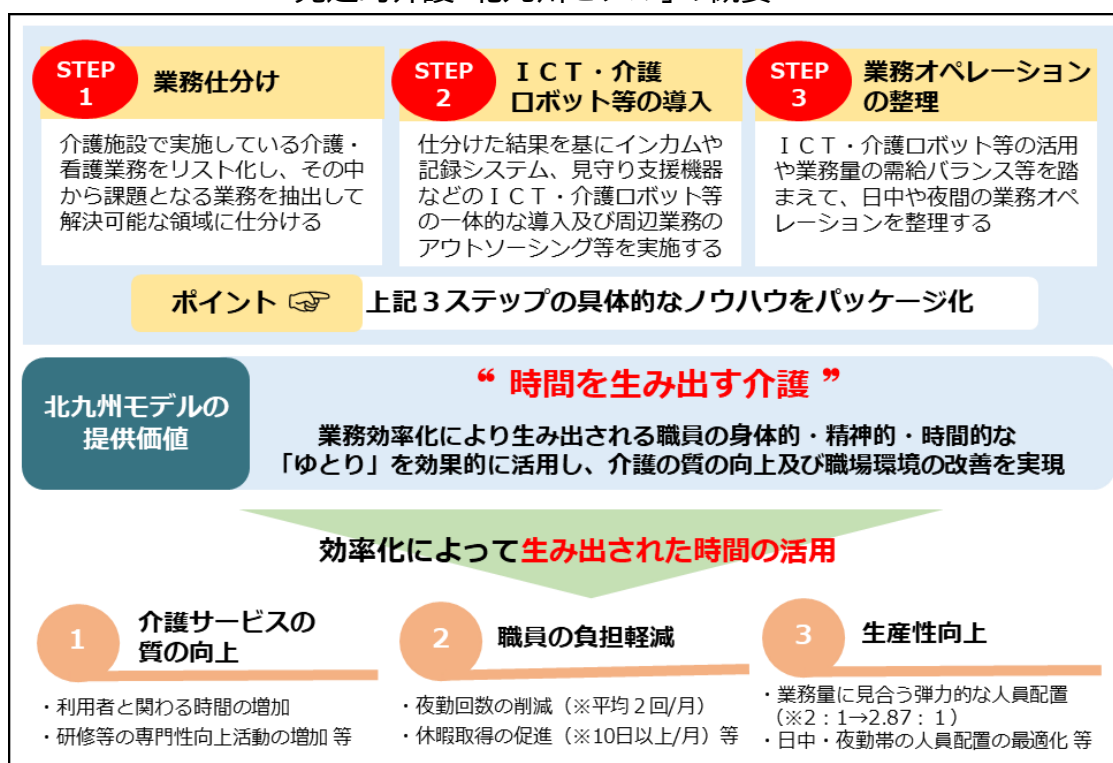 先進的介護「北九州モデル」の概要
STEP
1
業務仕分け
介護施設で実施している介護・
看護業務をリスト化し、その中
から課題となる業務を抽出して
解決可能な領域に仕分ける
STEP
2
ＩＣＴ・介護
ロボット等の導入
仕分けた結果を基にインカムや
記録システム、見守り支援機器
などのＩＣＴ・介護ロボット等
の一体的な導入及び周辺業務の
アウトソーシング等を実施する
STEP
3
業務オペレーション
の整理
ＩＣＴ・介護ロボット等の活用
や業務量の需給バランス等を踏
まえて、日中や夜間の業務オペ
レーションを整理する
ポイント ☞ 上記３ステップの具体的なノウハウをパッケージ化
北九州モデルの
提供価値
“ 時間を生み出す介護 ”
業務効率化により生み出される職員の身体的・精神的・時間的な
「ゆとり」を効果的に活用し、介護の質の向上及び職場環境の改善を実現
効率化によって生み出された時間の活用
1
介護サービスの
質の向上
・利用者と関わる時間の増加
・研修等の専門性向上活動の増加 等
2
職員の負担軽減
・夜勤回数の削減（※平均２回/月）
・休暇取得の促進（※10日以上/月）等
3
生産性向上
・業務量に見合う弾力的な人員配置
（※2：1→2.87：1）
・日中・夜勤帯の人員配置の最適化 等